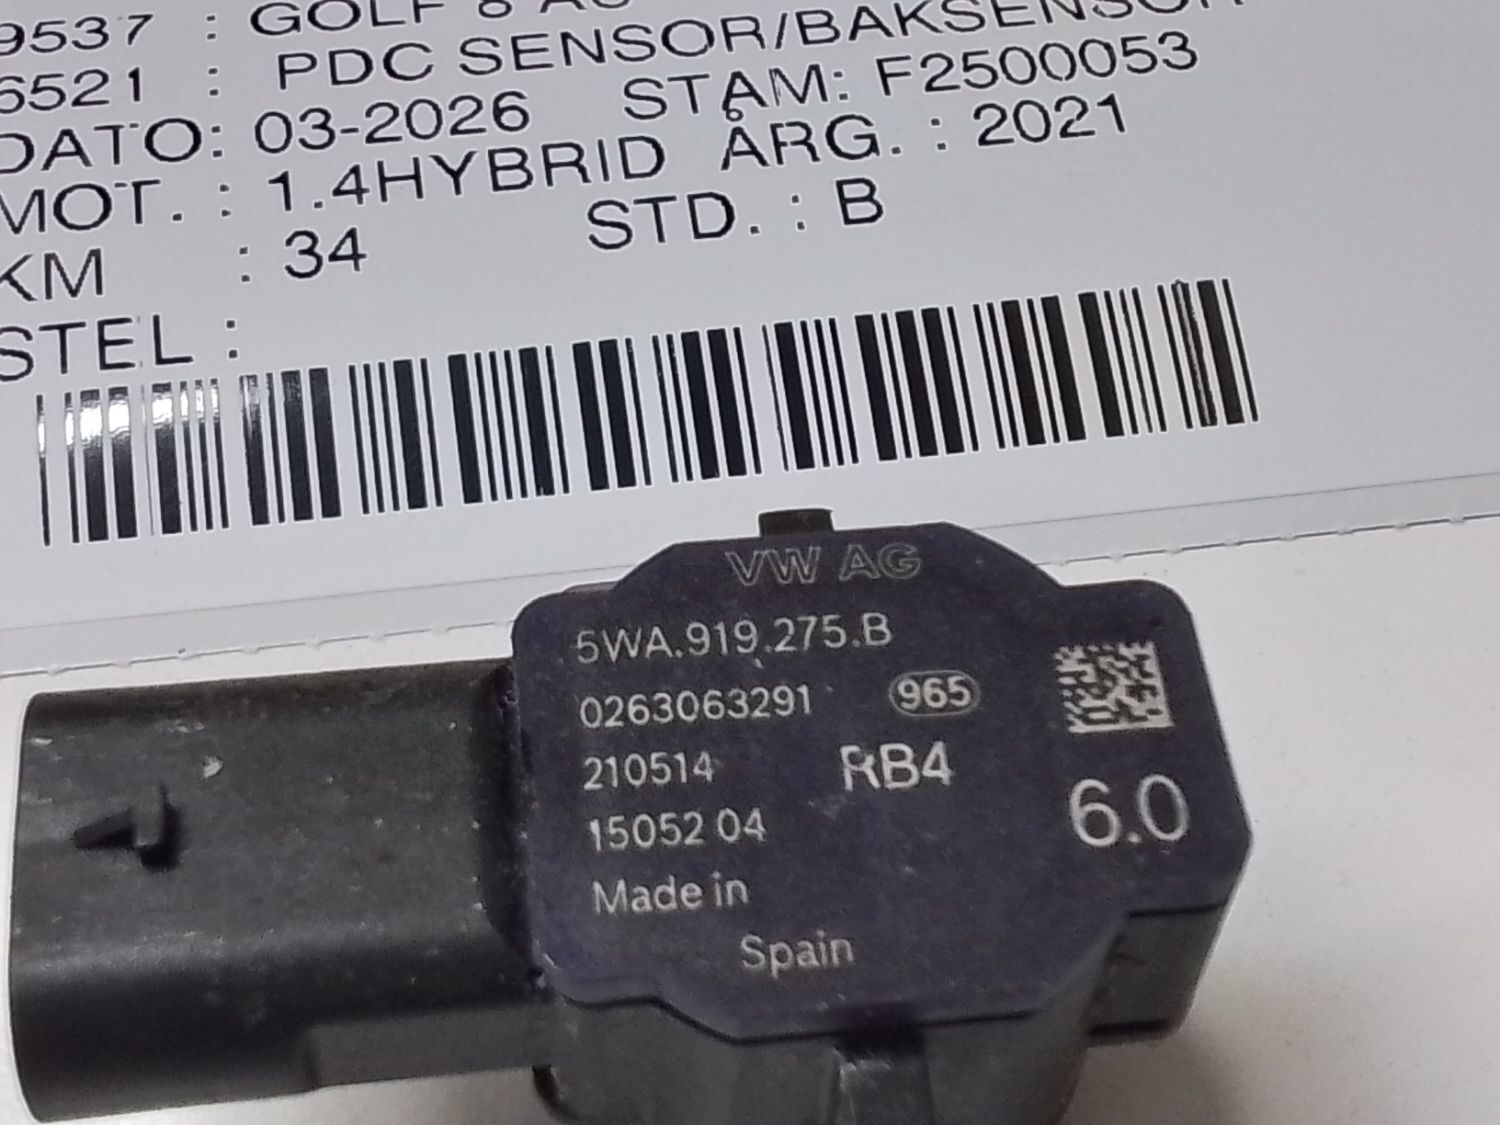 9537 : GOLF 8
6521 : PDC SENSOR/BAKSENSOR
DATO: 03-2026 STAM: F2500053
MOT. : 1.4HYBRID ÅRG. : 2021
KM : 34 STD. : B
STEL :
VW AG
5WA.919.275.B
0263063291 965
210514 RB4
15052 04 6.0
Made in
Spain